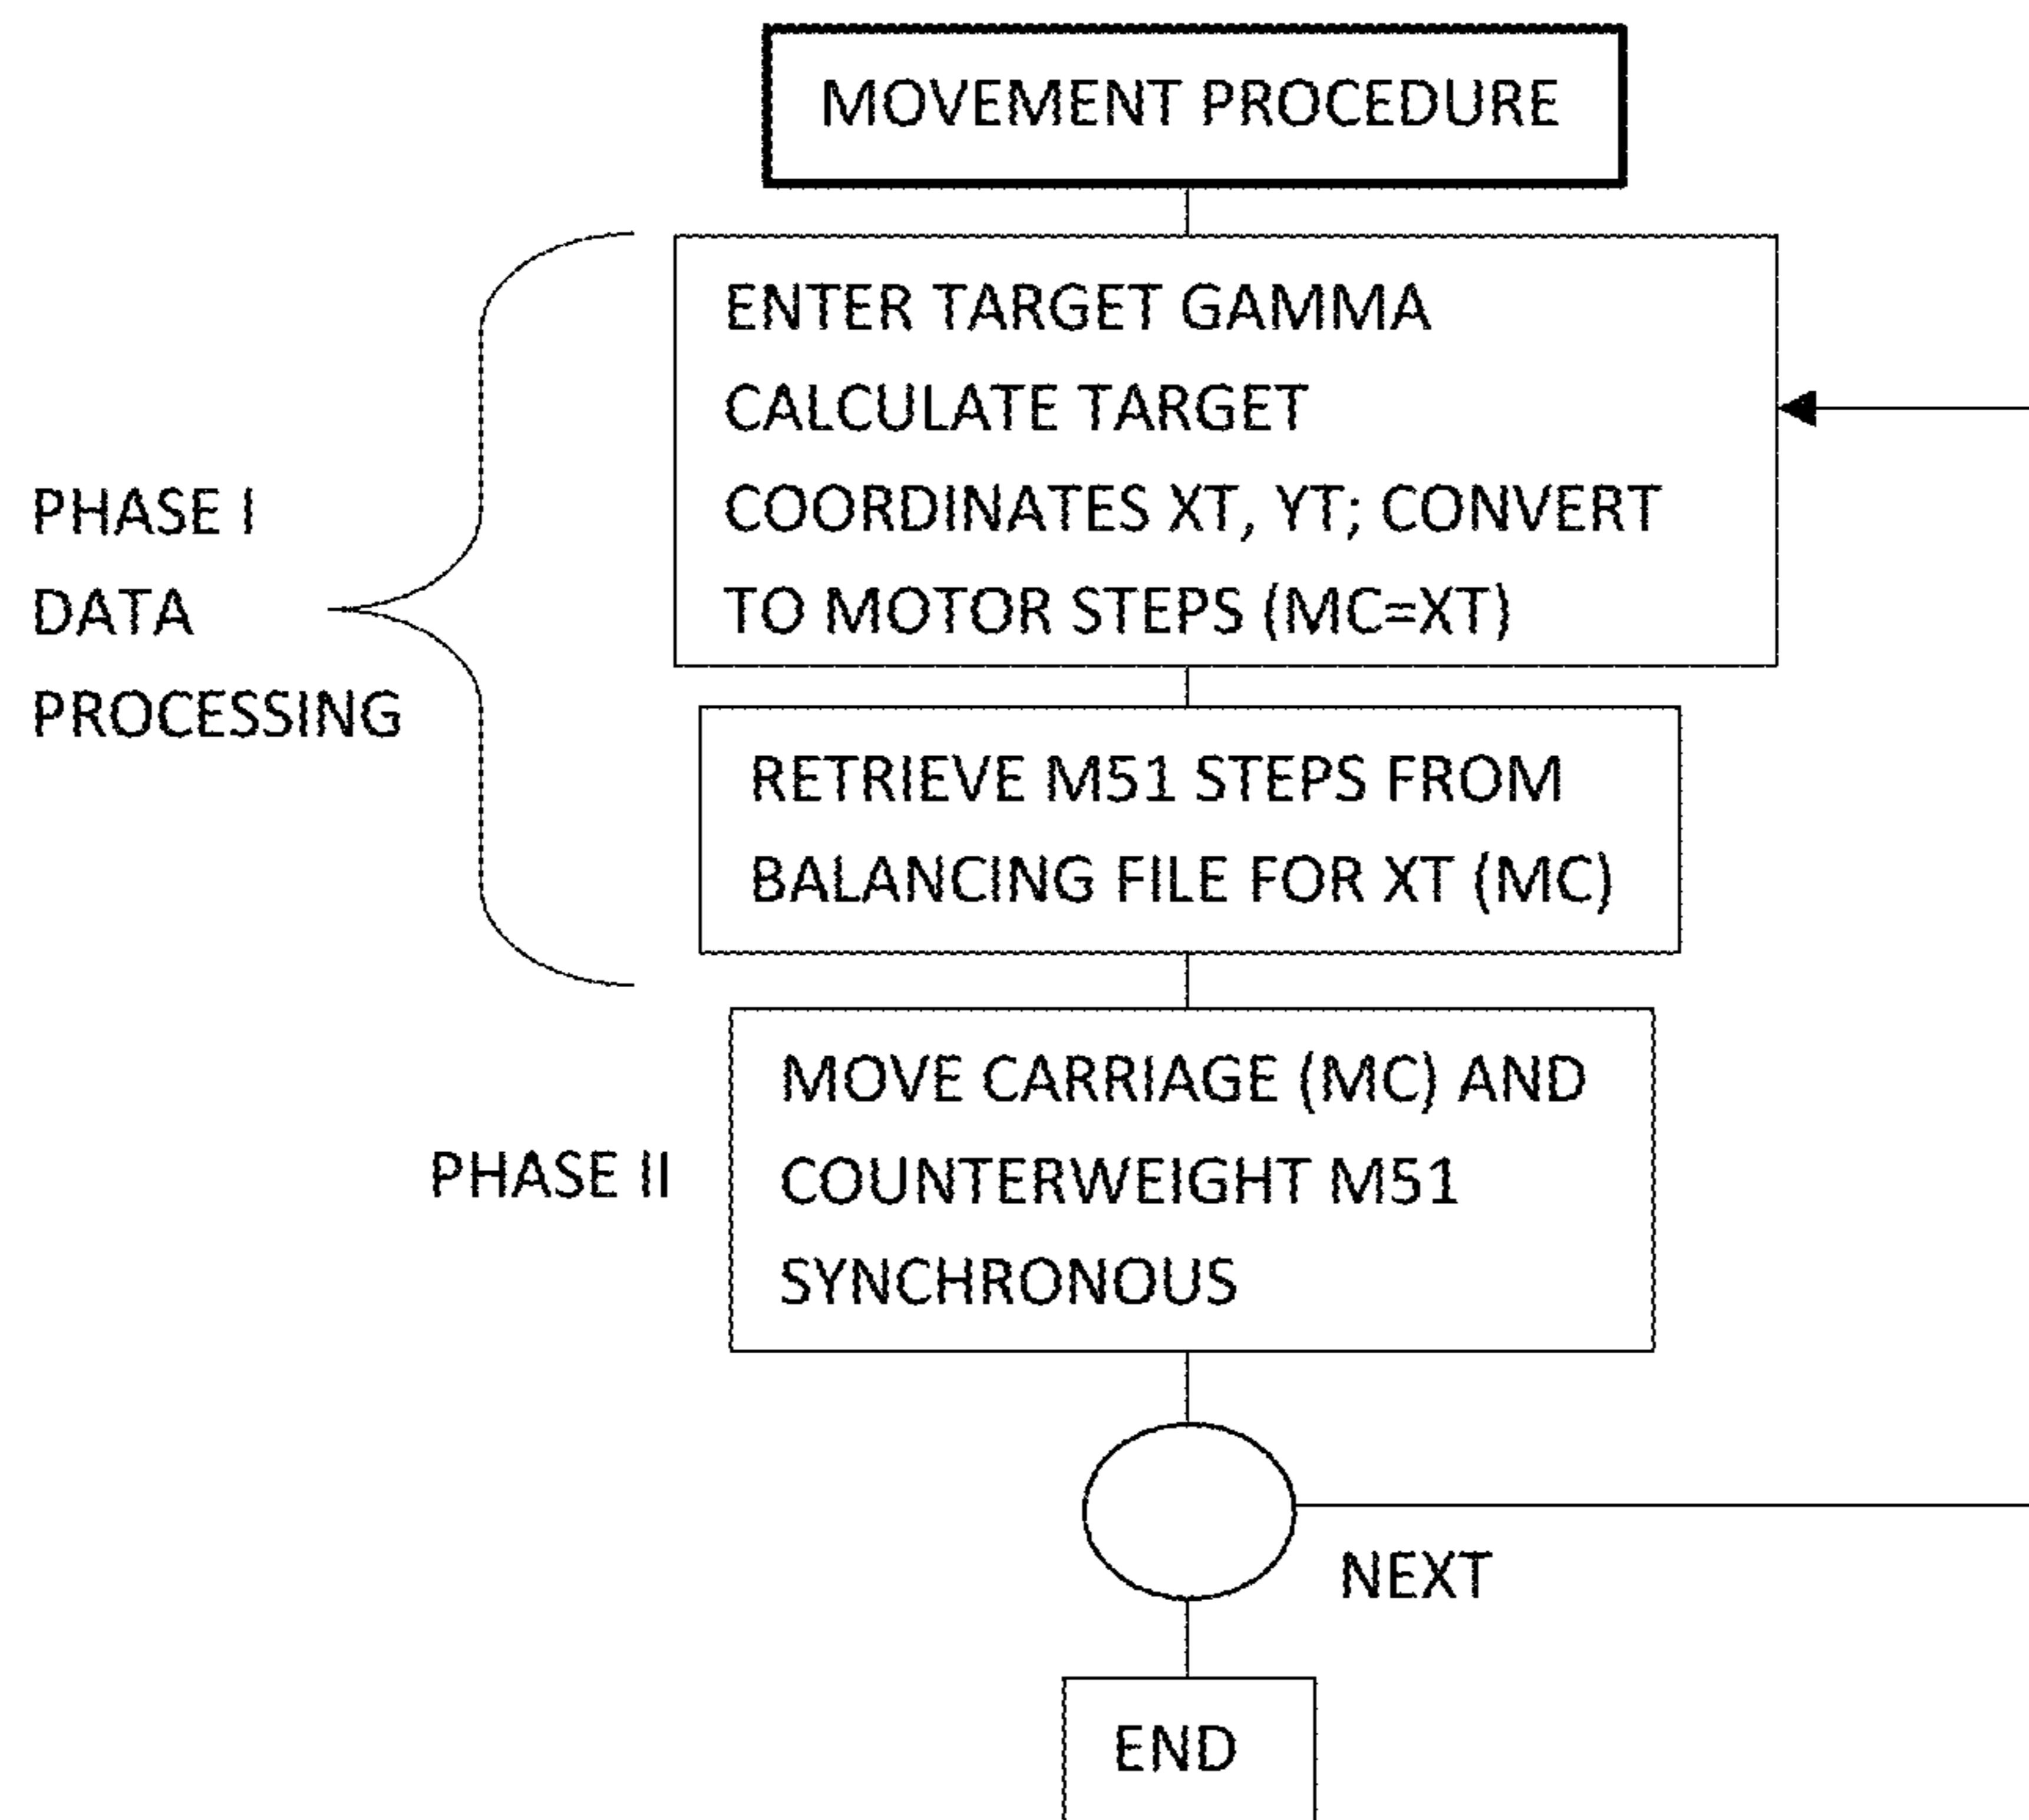 MOVEMENT PROCEDURE
ENTER TARGET GAMMA
CALCULATE TARGET
COORDINATES XT, YT; CONVERT
TO MOTOR STEPS (MC=XT)
PHASE I
DATA
PROCESSING
RETRIEVE M51 STEPS FROM
BALANCING FILE FOR XT (MC)
MOVE CARRIAGE (MC) AND
COUNTERWEIGHT M51
SYNCHRONOUS
PHASE II
NEXT
END